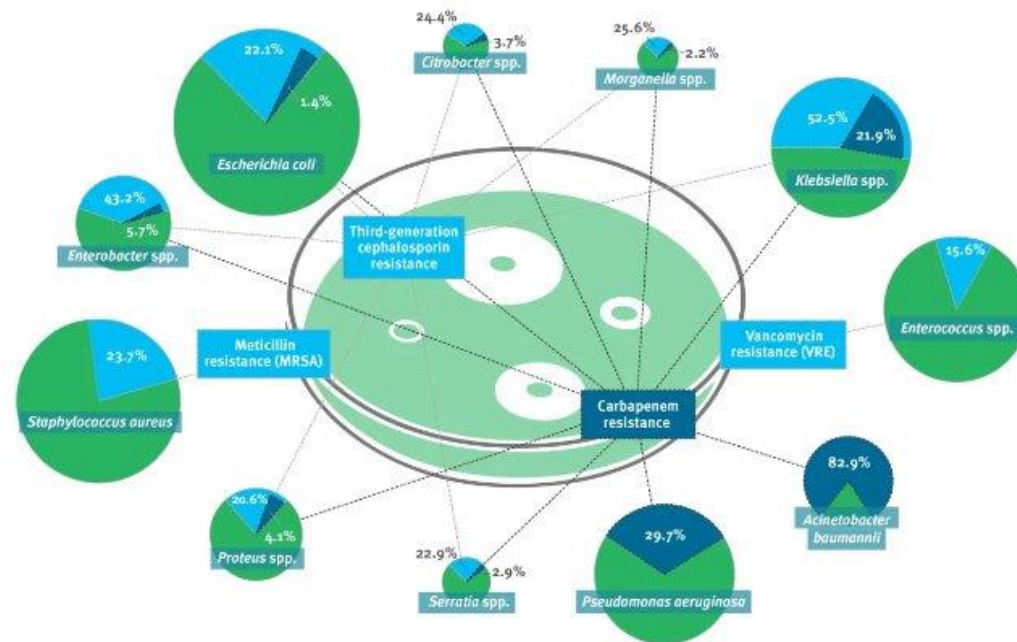 24.4%
3.7%
Citrobacter spp.
25.6%
2.2%
Morganella spp.
22.1%
1.4%
Escherichia coli
52.5%
21.9%
Klebsiella spp.
43.2%
5.7%
Enterobacter spp.
Third-generation
cephalosporin
resistance
15.6%
Enterococcus spp.
23.7%
Staphylococcus aureus
Meticillin
resistance (MRSA)
Vancomycin
resistance (VRE)
Carbapenem
resistance
82.9%
Acinetobacter
baumannii
20.6%
4.1%
Proteus spp.
22.9%
2.9%
Serratia spp.
29.7%
Pseudomonas aeruginosa